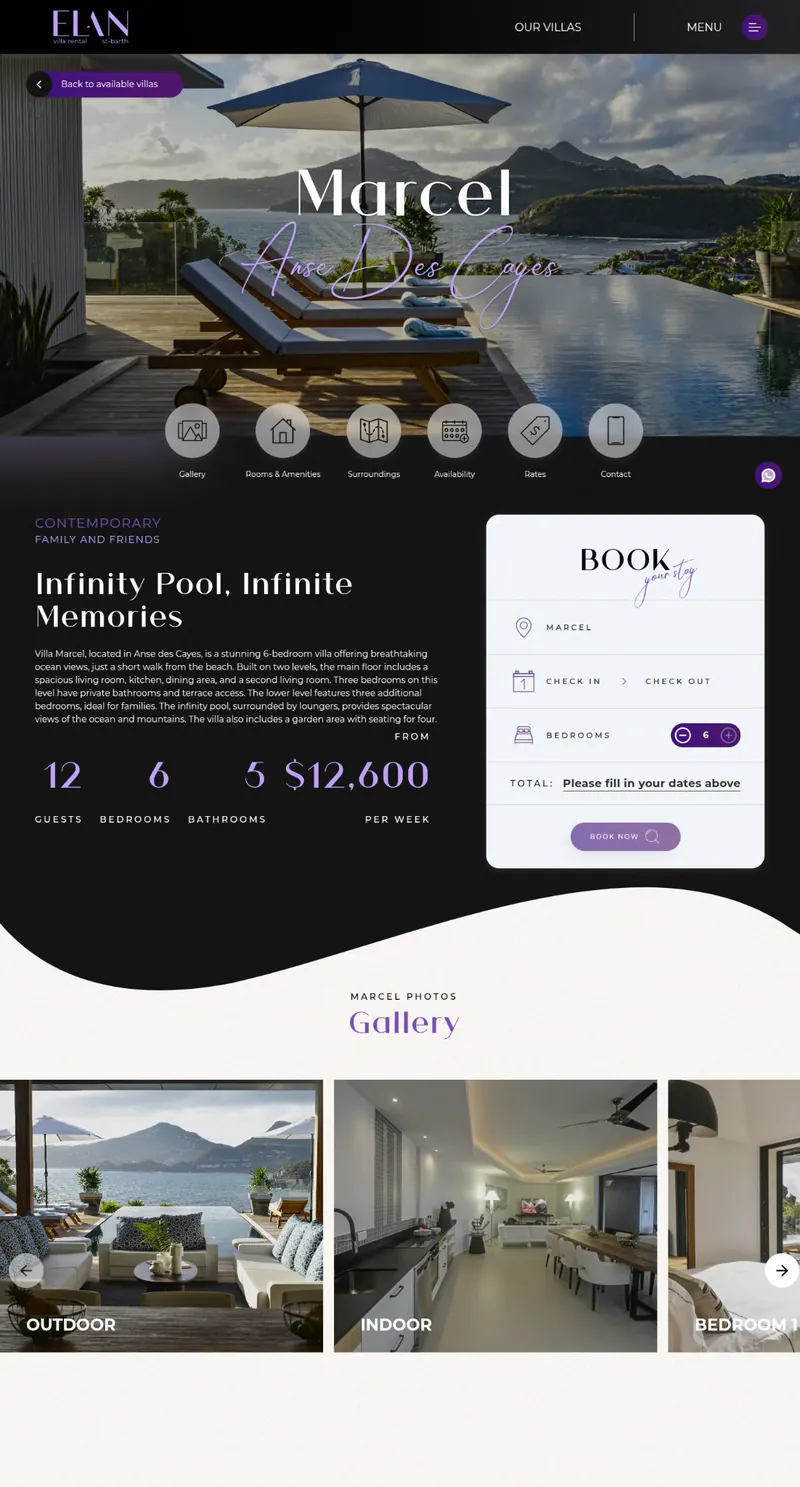 ELAN
villa rental st-barth
OUR VILLAS
MENU
Back to available villas
Marcel
Anse Des Cayes
Gallery
Rooms & Amenities
Surroundings
Availability
Rates
Contact
CONTEMPORARY
FAMILY AND FRIENDS
Infinity Pool, Infinite
Memories
Villa Marcel, located in Anse des Cayes, is a stunning 6-bedroom villa offering breathtaking
ocean views, just a short walk from the beach. Built on two levels, the main floor includes a
spacious living room, kitchen, dining area, and a second living room. Three bedrooms on this
level have private bathrooms and terrace access. The lower level features three additional
bedrooms, ideal for families. The infinity pool, surrounded by loungers, provides spectacular
views of the ocean and mountains. The villa also includes a garden area with seating for four.
FROM
12 6 5 $12,600
GUESTS BEDROOMS BATHROOMS PER WEEK
BOOK
your stay
MARCEL
1
CHECK IN > CHECK OUT
BEDROOMS
6
TOTAL: Please fill in your dates above
BOOK NOW
MARCEL PHOTOS
Gallery
OUTDOOR
INDOOR
BEDROOM 1